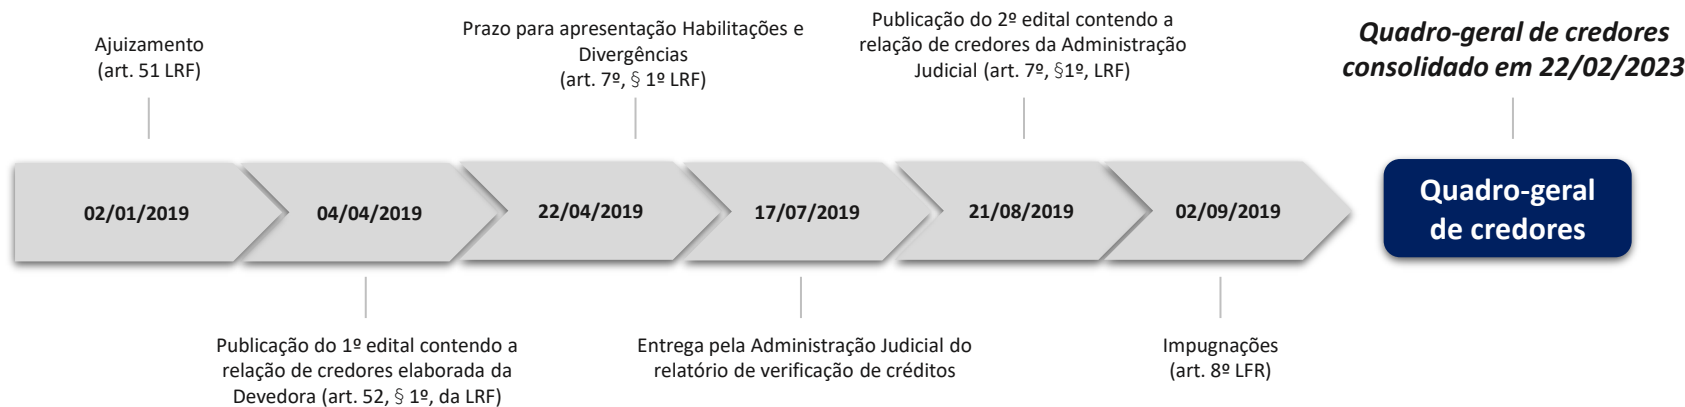 Ajuizamento
(art. 51 LRF)
Prazo para apresentação Habilitações e
Divergências
(art. 7º, § 1º LRF)
Publicação do 2º edital contendo a
relação de credores da Administração
Judicial (art. 7º, §1º, LRF)
Quadro-geral de credores
consolidado em 22/02/2023
02/01/2019
04/04/2019
22/04/2019
17/07/2019
21/08/2019
02/09/2019
Quadro-geral
de credores
Publicação do 1º edital contendo a
relação de credores elaborada da
Devedora (art. 52, § 1º, da LRF)
Entrega pela Administração Judicial do
relatório de verificação de créditos
Impugnações
(art. 8º LFR)